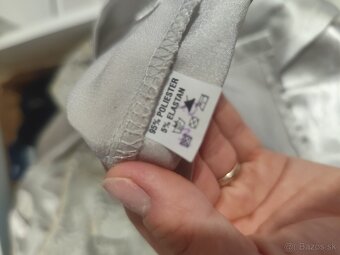 95% POLIESTER
5% ELASTAN
© Bazos.sk